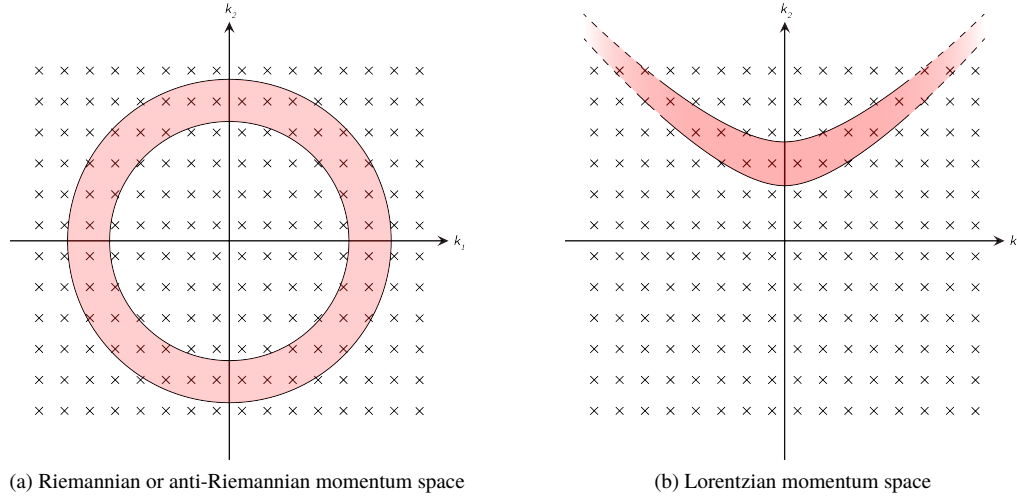 k₂
k₂
k₁
k
(a) Riemannian or anti-Riemannian momentum space
(b) Lorentzian momentum space